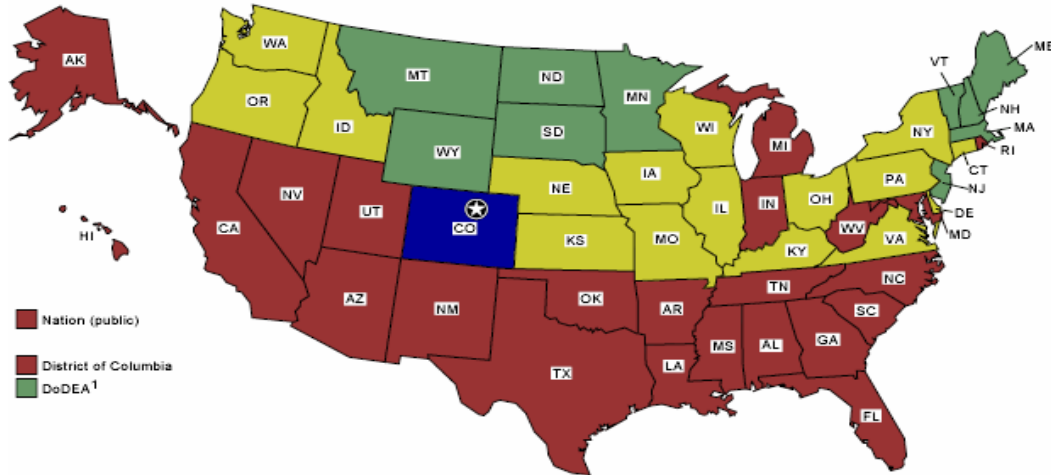 AK
WA
MT
ND
MN
VT
ME
OR
ID
WY
SD
WI
MI
NY
NH
MA
RI
CT
NV
UT
CO
NE
IA
IL
IN
OH
PA
NJ
CA
KS
MO
KY
WV
VA
DE
MD
HI
AZ
NM
OK
AR
TN
NC
SC
TX
LA
MS
AL
GA
FL
Nation (public)
District of Columbia
DoDEA¹